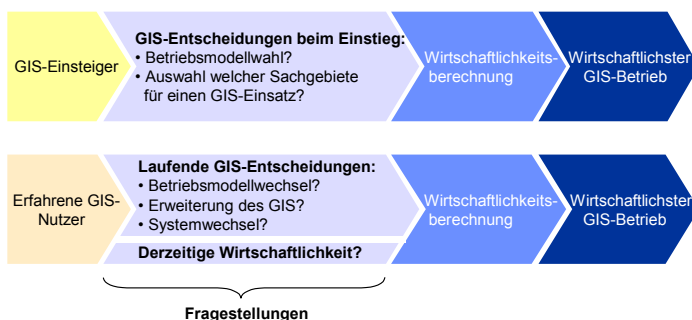 GIS-Einsteiger
GIS-Entscheidungen beim Einstieg:
• Betriebsmodellwahl?
• Auswahl welcher Sachgebiete
für einen GIS-Einsatz?
Wirtschaftlichkeits-
berechnung
Wirtschaftlichster
GIS-Betrieb
Erfahrene GIS-
Nutzer
Laufende GIS-Entscheidungen:
• Betriebsmodellwechsel?
• Erweiterung des GIS?
• Systemwechsel?
Derzeitige Wirtschaftlichkeit?
Wirtschaftlichkeits-
berechnung
Wirtschaftlichster
GIS-Betrieb
Fragestellungen